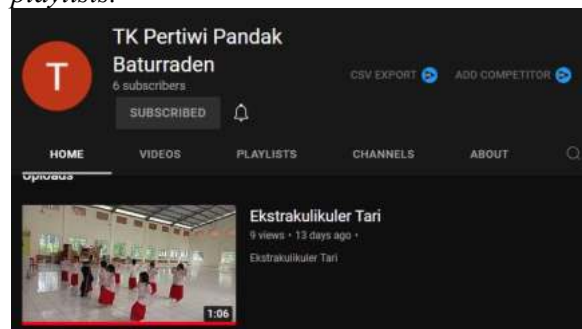 playlists.
T
TK Pertiwi Pandak
Baturraden
6 subscribers
CSV EXPORT
ADD COMPETITOR
SUBSCRIBED
HOME VIDEOS PLAYLISTS CHANNELS ABOUT
Uploads
Ekstrakulikuler Tari
9 views • 13 days ago •
Ekstrakulikuler Tari
1:06